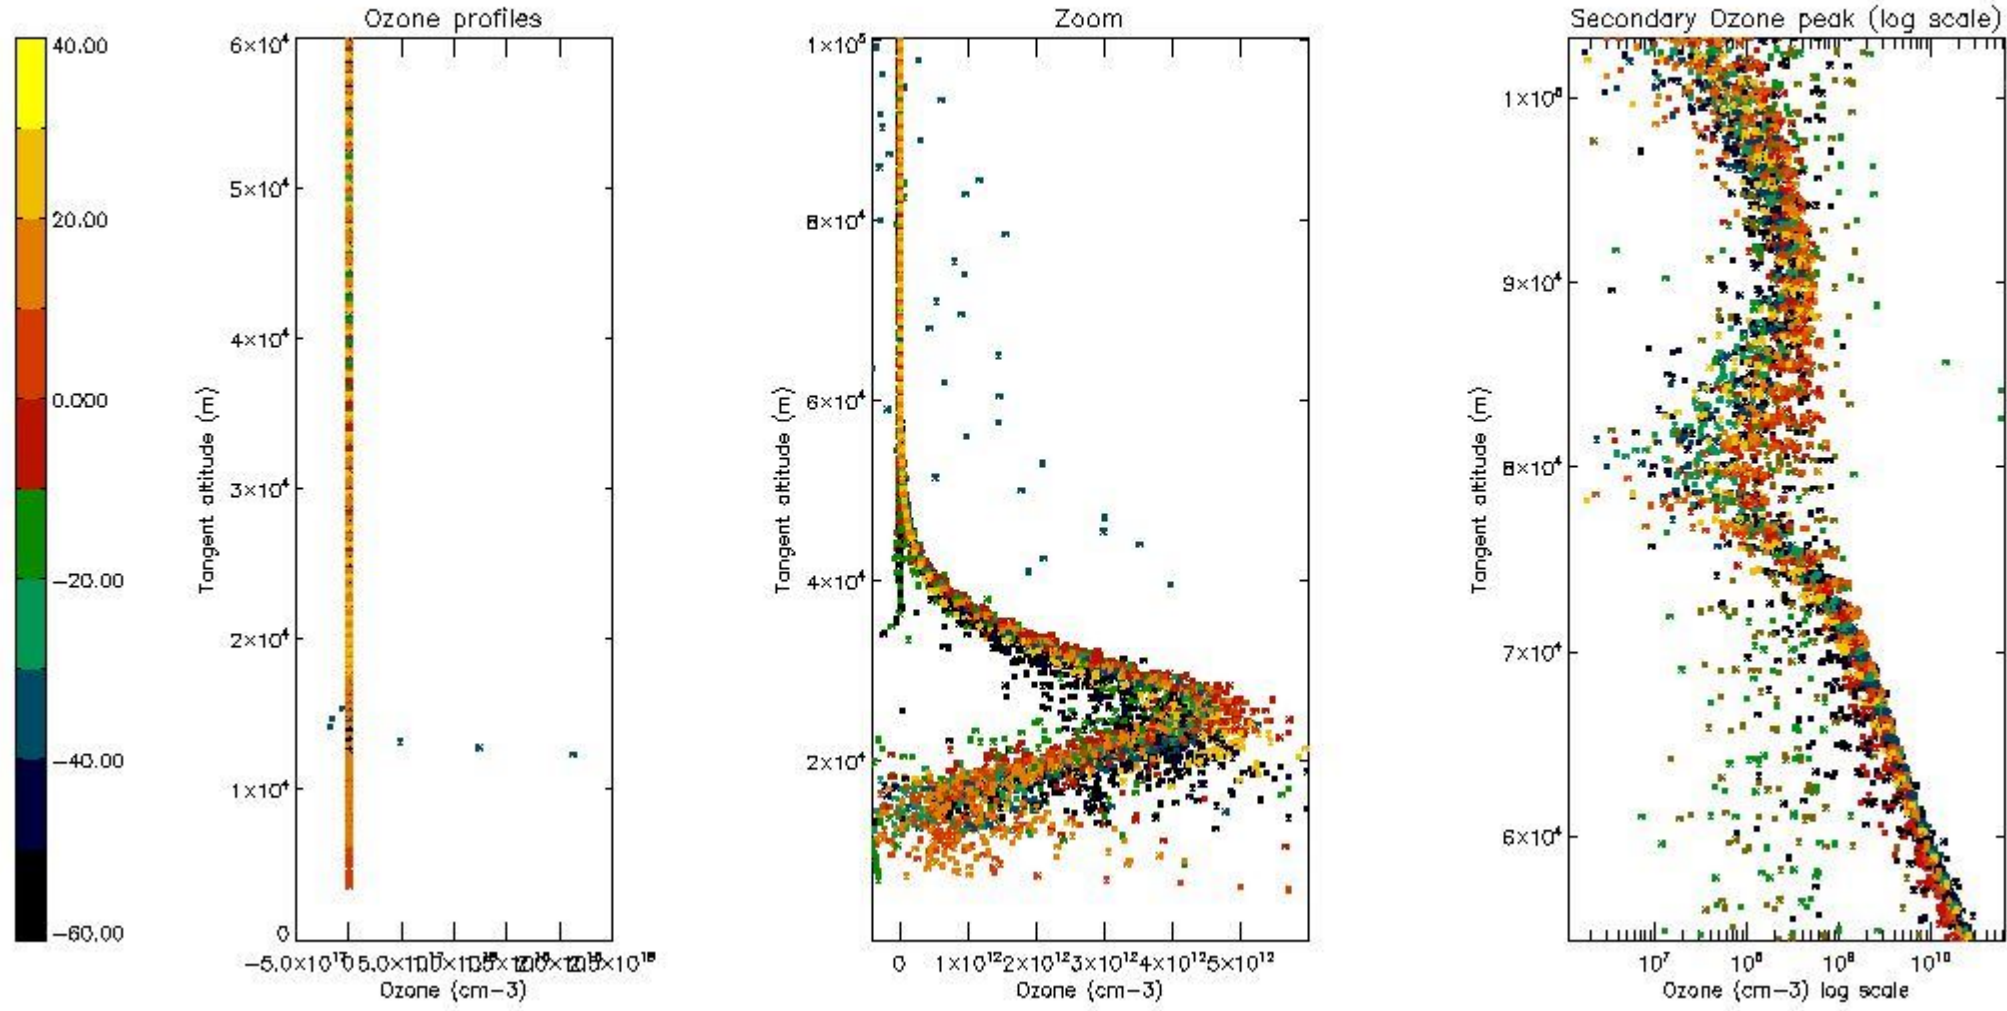 Ozone profiles
Zoom
Secondary Ozone peak (log scale)
40.00
20.00
0.000
−20.00
−40.00
−60.00
6×10⁴
5×10⁴
4×10⁴
3×10⁴
2×10⁴
1×10⁴
0
Tangent altitude (m)
−5.0×10¹⁷
Ozone (cm−3)
1×10⁵
8×10⁴
6×10⁴
4×10⁴
2×10⁴
Tangent altitude (m)
0 1×10¹² 2×10¹² 3×10¹² 4×10¹² 5×10¹²
Ozone (cm−3)
1×10⁵
9×10⁴
8×10⁴
7×10⁴
6×10⁴
Tangent altitude (m)
10⁷ 10⁸ 10⁹ 10¹⁰
Ozone (cm−3) log scale